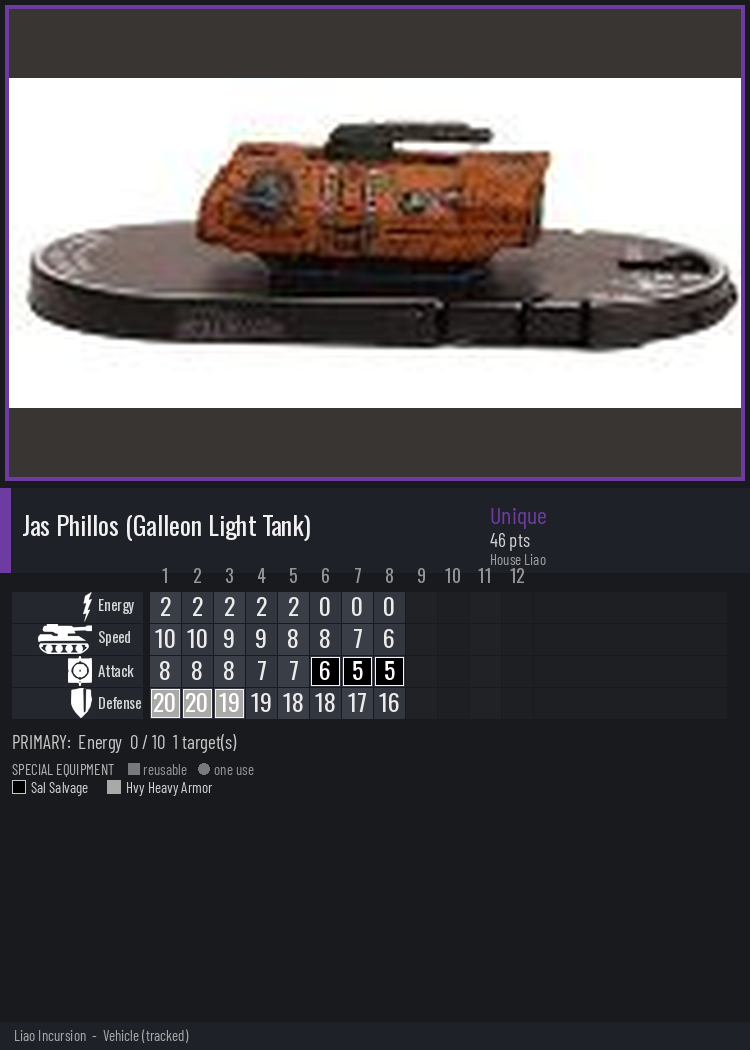 Jas Phillos (Galleon Light Tank)
Unique
46 pts
House Liao
1 2 3 4 5 6 7 8 9 10 11 12
Energy 2 2 2 2 2 0 0 0
Speed 10 10 9 9 8 8 7 6
Attack 8 8 8 7 7 6 5 5
Defense 20 20 19 19 18 18 17 16
PRIMARY: Energy 0 / 10 1 target(s)
SPECIAL EQUIPMENT reusable one use
Sal Salvage Hvy Heavy Armor
Liao Incursion - Vehicle (tracked)